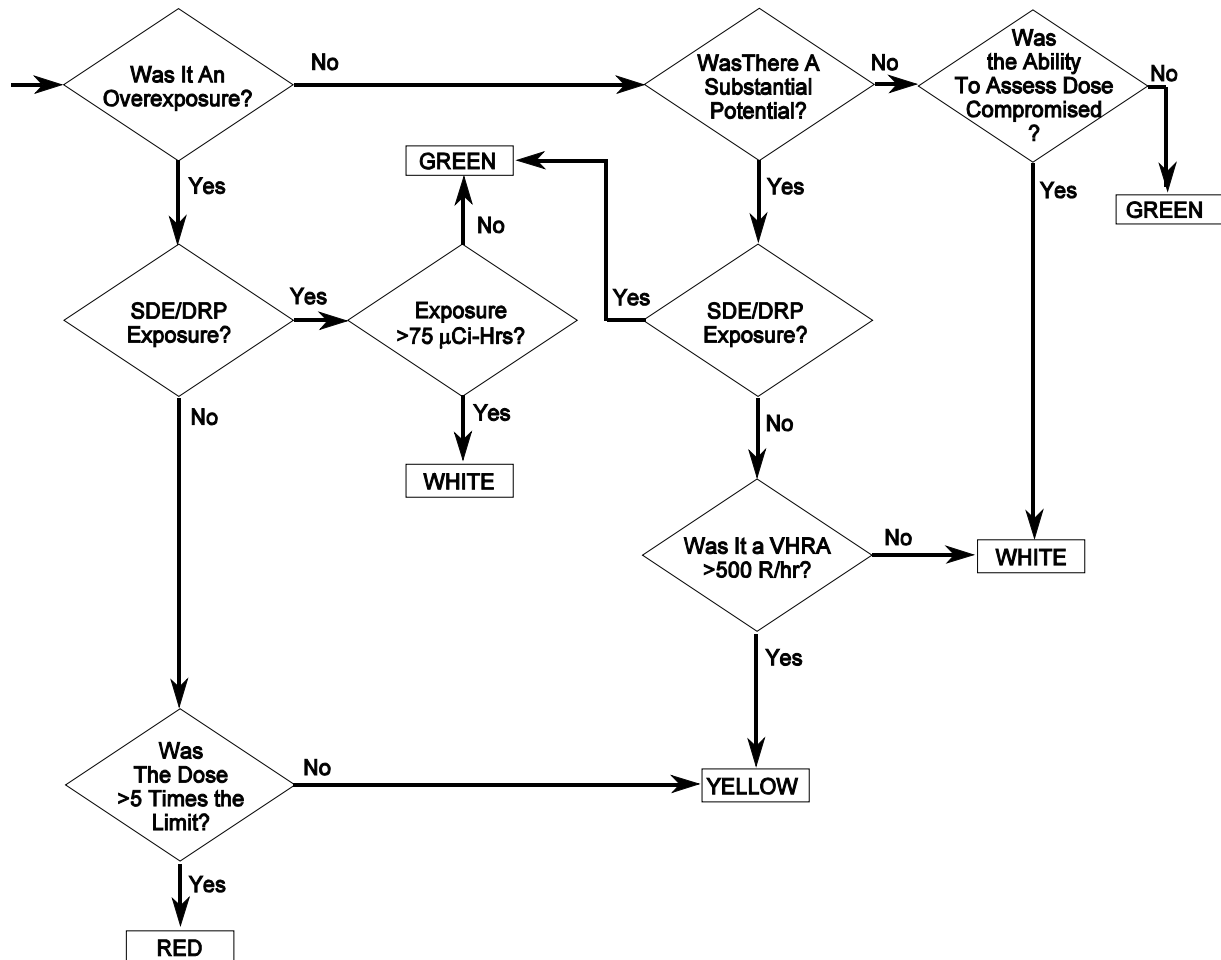 Was It An
Overexposure?
No
WasThere A
Substantial
Potential?
No
Was
the Ability
To Assess Dose
Compromised
?
No
GREEN
Yes
GREEN
Yes
Yes
No
SDE/DRP
Exposure?
Yes
Exposure
>75 μCi-Hrs?
Yes
SDE/DRP
Exposure?
No
Yes
WHITE
No
Was It a VHRA
>500 R/hr?
No
WHITE
Yes
Was
The Dose
>5 Times the
Limit?
No
YELLOW
Yes
RED